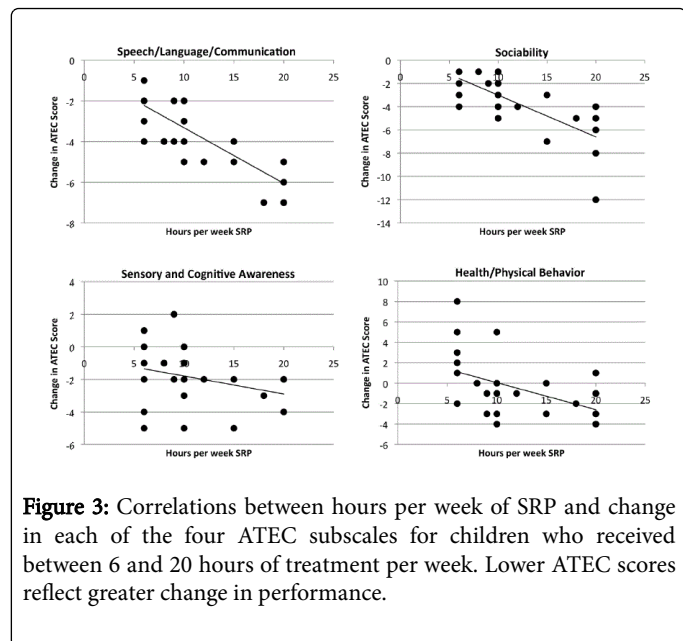 Speech/Language/Communication
0
0 5 10 15 20 25
-2
-4
-6
-8
Change in ATEC Score
Hours per week SRP
Sociability
0
0 5 10 15 20 25
-2
-4
-6
-8
-10
-12
-14
Change in ATEC Score
Hours per week SRP
Sensory and Cognitive Awareness
4
2
0
0 5 10 15 20 25
-2
-4
-6
Change in ATEC Score
Hours per week SRP
Health/Physical Behavior
10
8
6
4
2
0
0 5 10 15 20 25
-2
-4
-6
Change in ATEC Score
Hours per week SRP
Figure 3: Correlations between hours per week of SRP and change
in each of the four ATEC subscales for children who received
between 6 and 20 hours of treatment per week. Lower ATEC scores
reflect greater change in performance.